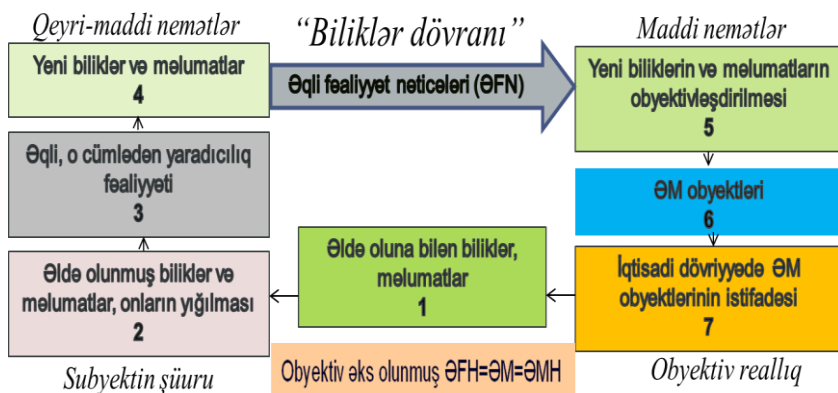 Qeyri-maddi nemətlər
“Biliklər dövranı”
Maddi nemətlər
Yeni biliklər və məlumatlar
4
Əqli fəaliyyət nəticələri (ƏFN)
Yeni biliklərin və məlumatların
obyektivləşdirilməsi
5
Əqli, o cümlədən yaradıcılıq
fəaliyyəti
3
ƏM obyektləri
6
Əldə oluna bilən biliklər,
məlumatlar
1
Əldə olunmuş biliklər və
məlumatlar, onların yığılması
2
İqtisadi dövriyyədə ƏM
obyektlərinin istifadəsi
7
Subyektin şüuru
Obyektiv əks olunmuş ƏFH=ƏM=ƏMH
Obyektiv reallıq